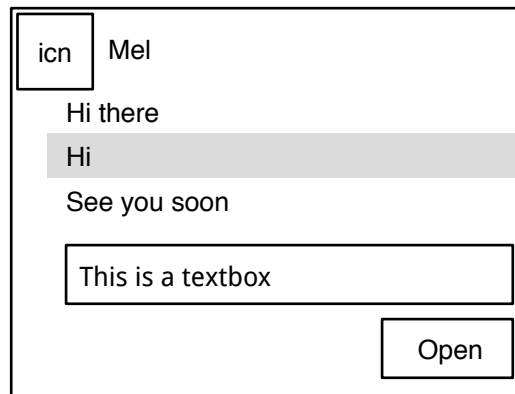 icn Mel
Hi there
Hi
See you soon
This is a textbox
Open